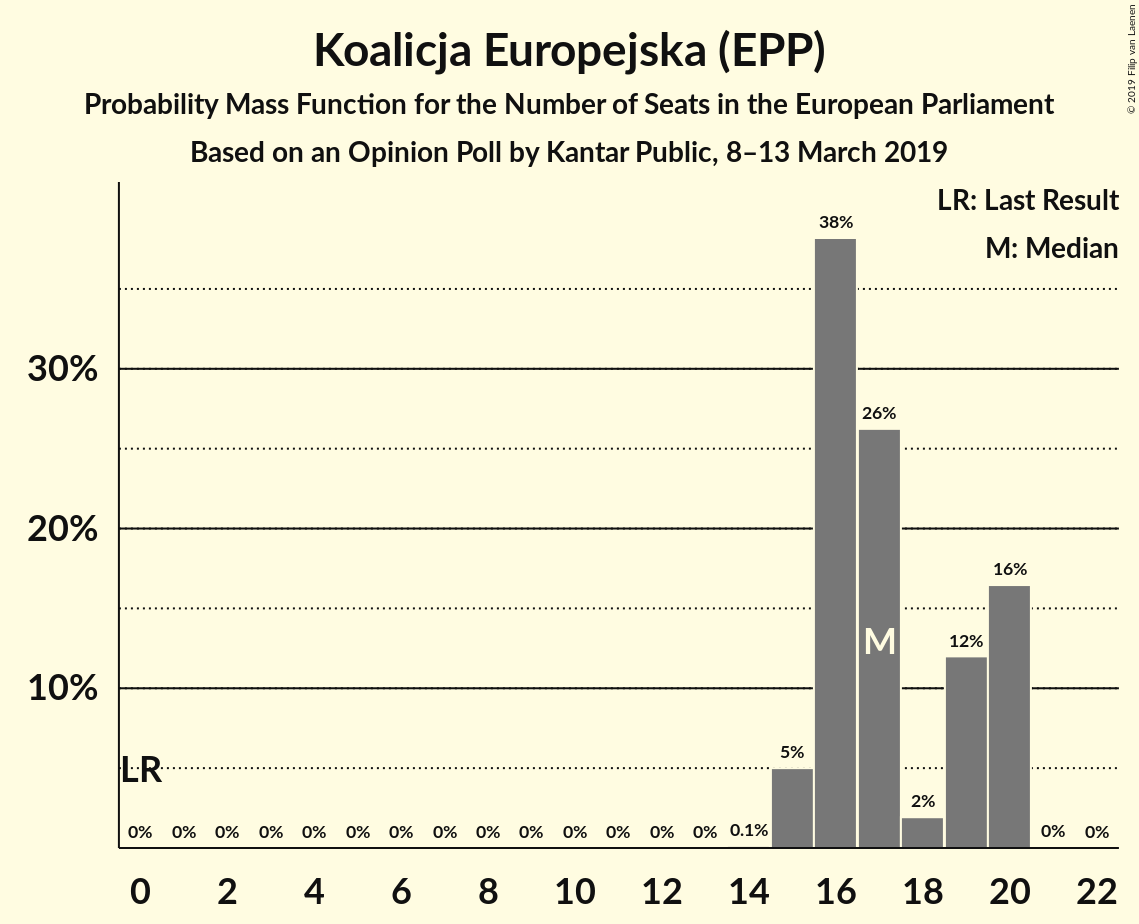 Koalicja Europejska (EPP)
Probability Mass Function for the Number of Seats in the European Parliament
Based on an Opinion Poll by Kantar Public, 8–13 March 2019
© 2019 Filip van Laenen
LR: Last Result
M: Median
38%
30%
26%
20%
16%
M
12%
10%
5%
LR
2%
0% 0% 0% 0% 0% 0% 0% 0% 0% 0% 0% 0% 0% 0% 0.1% 0% 0%
0 2 4 6 8 10 12 14 16 18 20 22